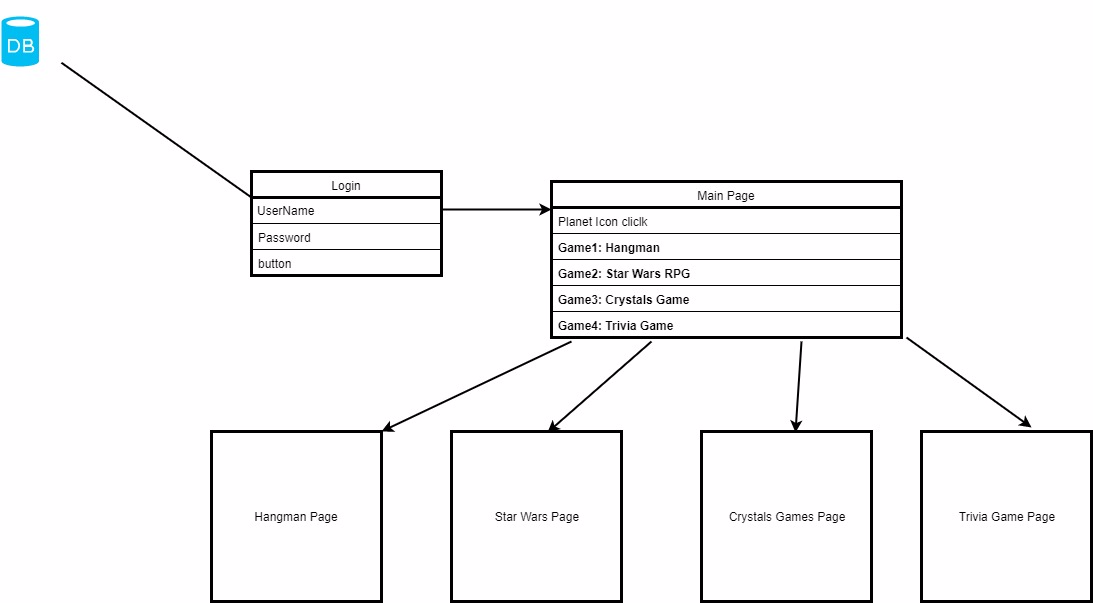 DB
Login
UserName
Password
button
Main Page
Planet Icon cliclk
Game1: Hangman
Game2: Star Wars RPG
Game3: Crystals Game
Game4: Trivia Game
Hangman Page
Star Wars Page
Crystals Games Page
Trivia Game Page